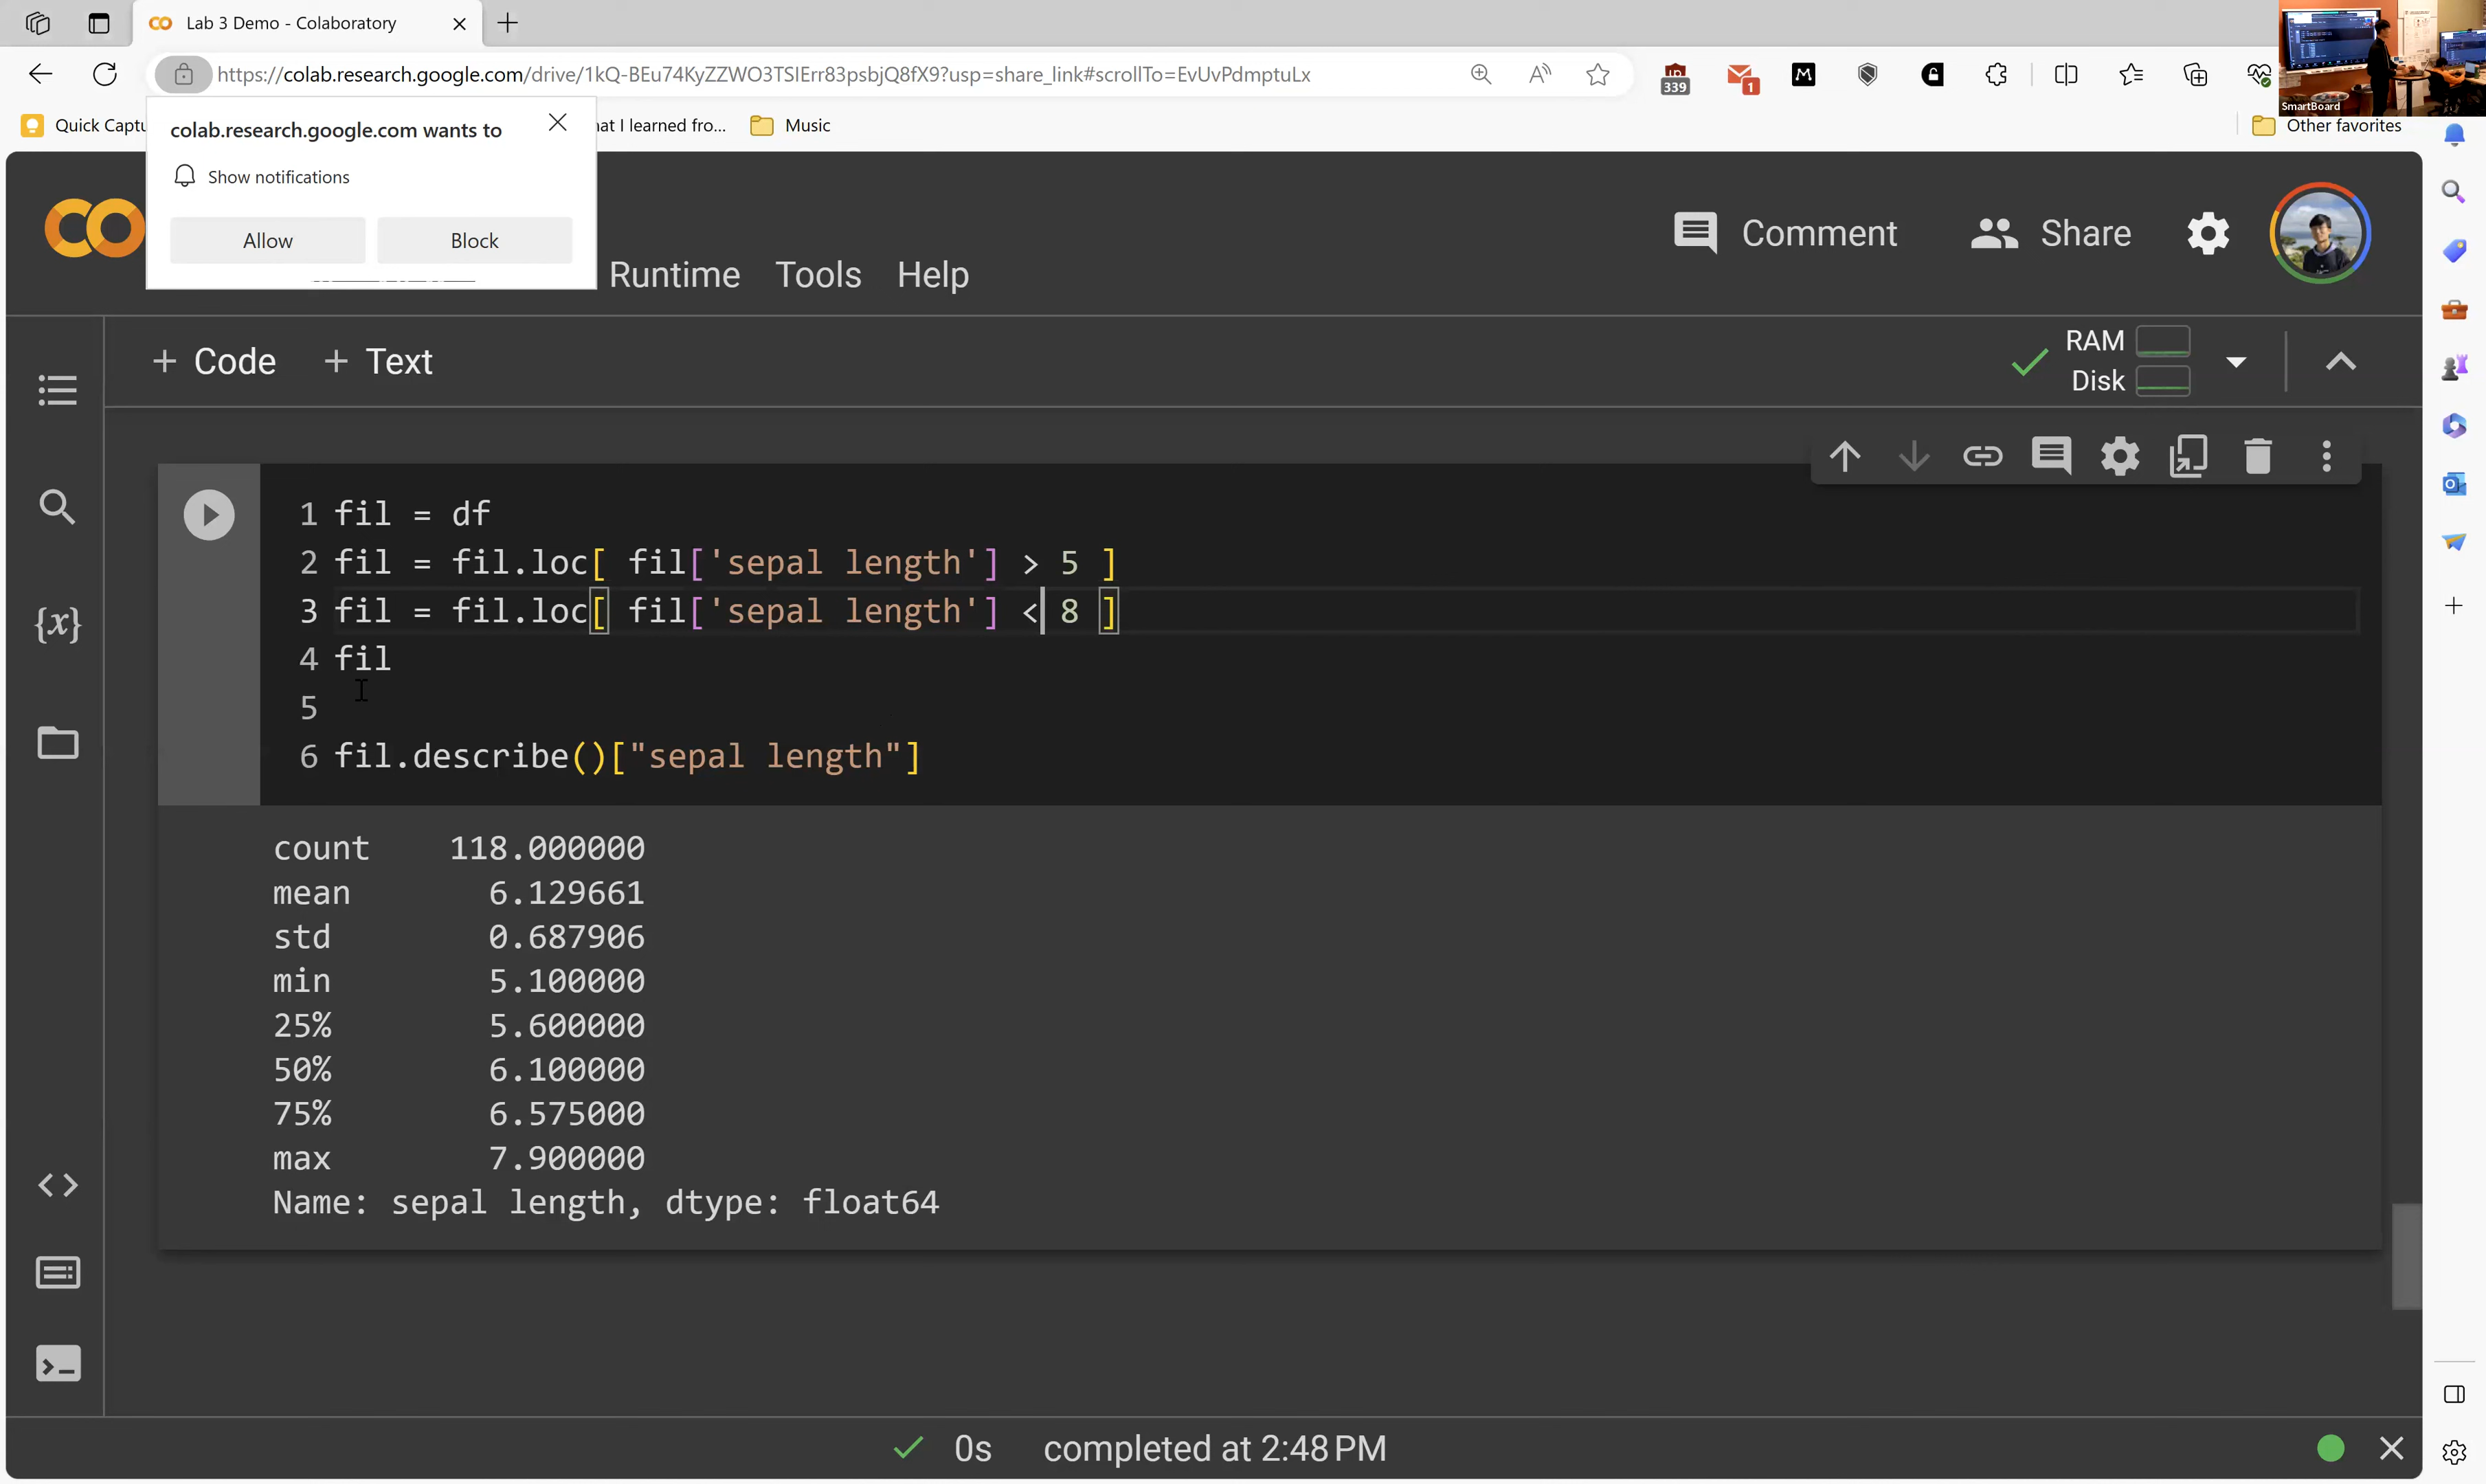 Lab 3 Demo - Colaboratory
https://colab.research.google.com/drive/1kQ-BEu74KyZZWO3TSIErr83psbjQ8fX9?usp=share_link#scrollTo=EvUvPdmptuLx
339
1
SmartBoard
Quick Captu
hat I learned fro...
Music
Other favorites
colab.research.google.com wants to
Show notifications
Allow
Block
Runtime Tools Help
Comment
Share
+ Code + Text
RAM
Disk
1 fil = df
2 fil = fil.loc[ fil['sepal length'] > 5 ]
3 fil = fil.loc[ fil['sepal length'] < 8 ]
4 fil
5
6 fil.describe()["sepal length"]
count 118.000000
mean 6.129661
std 0.687906
min 5.100000
25% 5.600000
50% 6.100000
75% 6.575000
max 7.900000
Name: sepal length, dtype: float64
0s completed at 2:48 PM